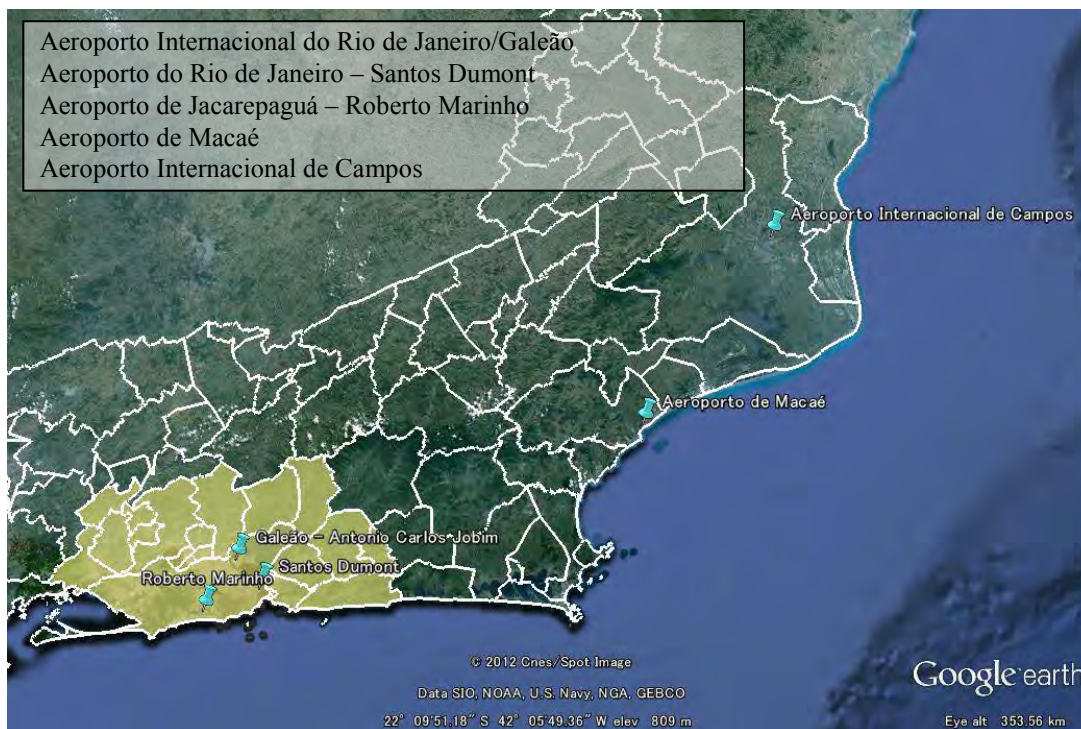 Aeroporto Internacional do Rio de Janeiro/Galeão
Aeroporto do Rio de Janeiro – Santos Dumont
Aeroporto de Jacarepaguá – Roberto Marinho
Aeroporto de Macaé
Aeroporto Internacional de Campos
Aeroporto Internacional de Campos
Aeroporto de Macaé
Galeão – Antonio Carlos Jobim
Santos Dumont
Roberto Marinho
© 2012 Cnes/Spot Image
Data SIO, NOAA, U.S. Navy, NGA, GEBCO
Google earth
22° 09'51,18" S 42° 05'49.36" W elev 809 m
Eye alt 353.56 km